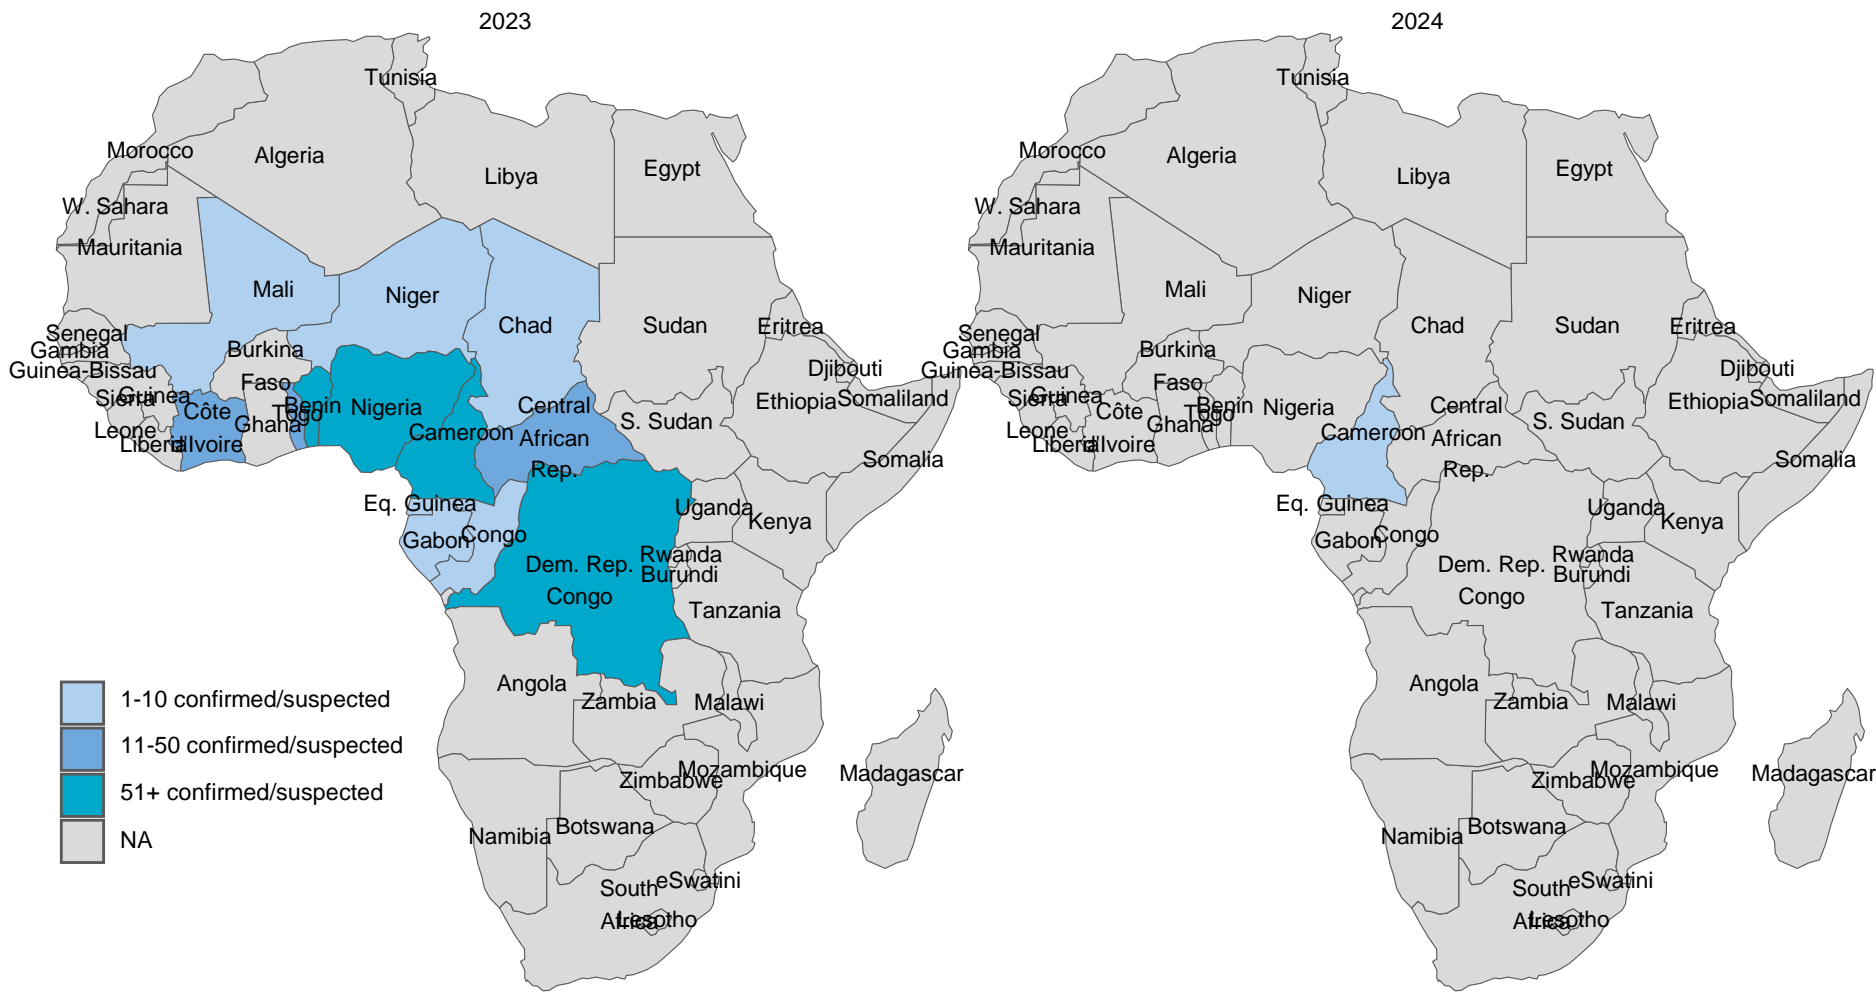 2023
Tunisia
Morocco
Algeria
Libya
Egypt
W. Sahara
Mauritania
Mali
Niger
Chad
Sudan
Eritrea
Senegal
Gambia
Guinea-Bissau
Burkina
Faso
Djibouti
Sierra
Leone
Guinea
Liberia
Côte
d'Ivoire
Ghana
Togo
Benin
Nigeria
Cameroon
Central
African
Rep.
S. Sudan
Ethiopia
Somaliland
Somalia
Eq. Guinea
Gabon
Congo
Uganda
Kenya
Rwanda
Burundi
Dem. Rep.
Congo
Tanzania
Angola
Zambia
Malawi
Mozambique
Zimbabwe
Madagascar
Namibia
Botswana
eSwatini
South
Africa
Lesotho
1-10 confirmed/suspected
11-50 confirmed/suspected
51+ confirmed/suspected
NA
2024
Tunisia
Morocco
Algeria
Libya
Egypt
W. Sahara
Mauritania
Mali
Niger
Chad
Sudan
Eritrea
Senegal
Gambia
Guinea-Bissau
Burkina
Faso
Djibouti
Sierra
Leone
Guinea
Liberia
Côte
d'Ivoire
Ghana
Togo
Benin
Nigeria
Cameroon
Central
African
Rep.
S. Sudan
Ethiopia
Somaliland
Somalia
Eq. Guinea
Gabon
Congo
Uganda
Kenya
Rwanda
Burundi
Dem. Rep.
Congo
Tanzania
Angola
Zambia
Malawi
Mozambique
Zimbabwe
Madagascar
Namibia
Botswana
eSwatini
South
Africa
Lesotho